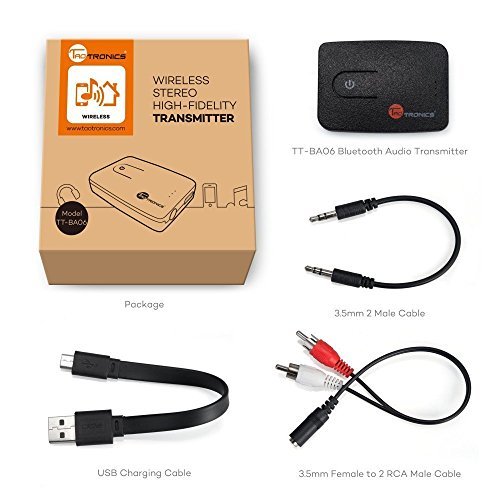 TAOTRONICS
WIRELESS
www.taotronics.com
WIRELESS
STEREO
HIGH-FIDELITY
TRANSMITTER
TAOTRONICS
Model
TT-BA06
Package
TAOTRONICS
TT-BA06 Bluetooth Audio Transmitter
3.5mm 2 Male Cable
USB Charging Cable
3.5mm Female to 2 RCA Male Cable